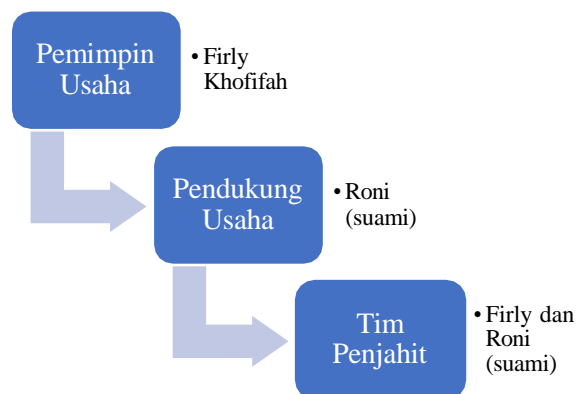 Pemimpin
Usaha
• Firly
Khofifah
Pendukung
Usaha
• Roni
(suami)
Tim
Penjahit
• Firly dan
Roni
(suami)